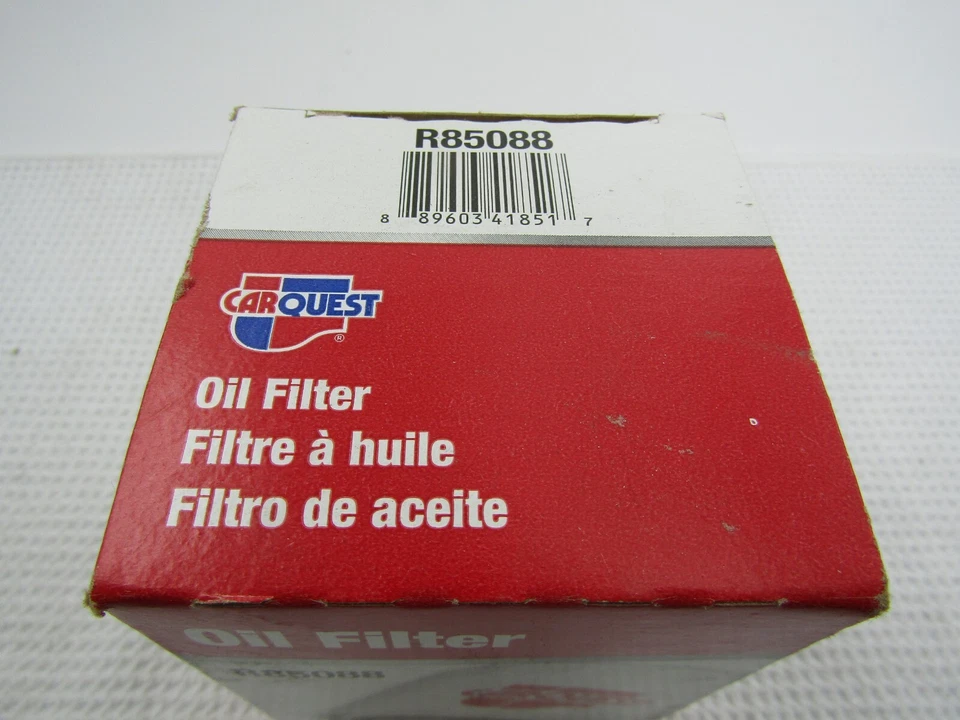 R85088
8 89603 41851 7
CARQUEST
®
Oil Filter
Filtre à huile
Filtro de aceite
Oil Filter
R85088